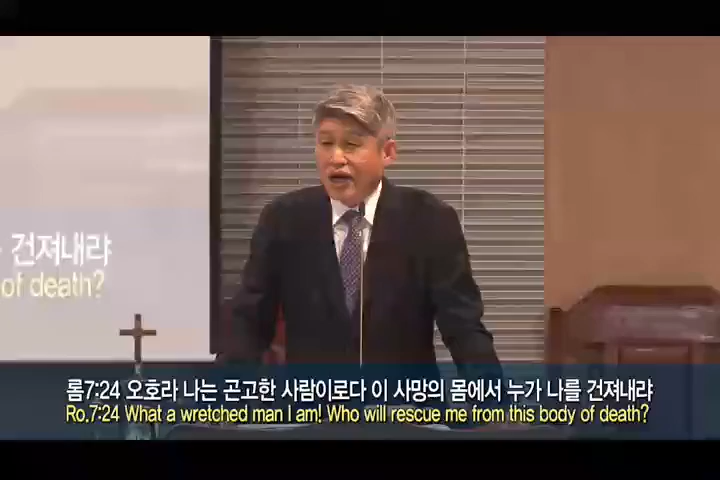 건져내랴
of death?
롬7:24 오호라 나는 곤고한 사람이로다 이 사망의 몸에서 누가 나를 건져내랴
Ro.7:24 What a wretched man I am! Who will rescue me from this body of death?